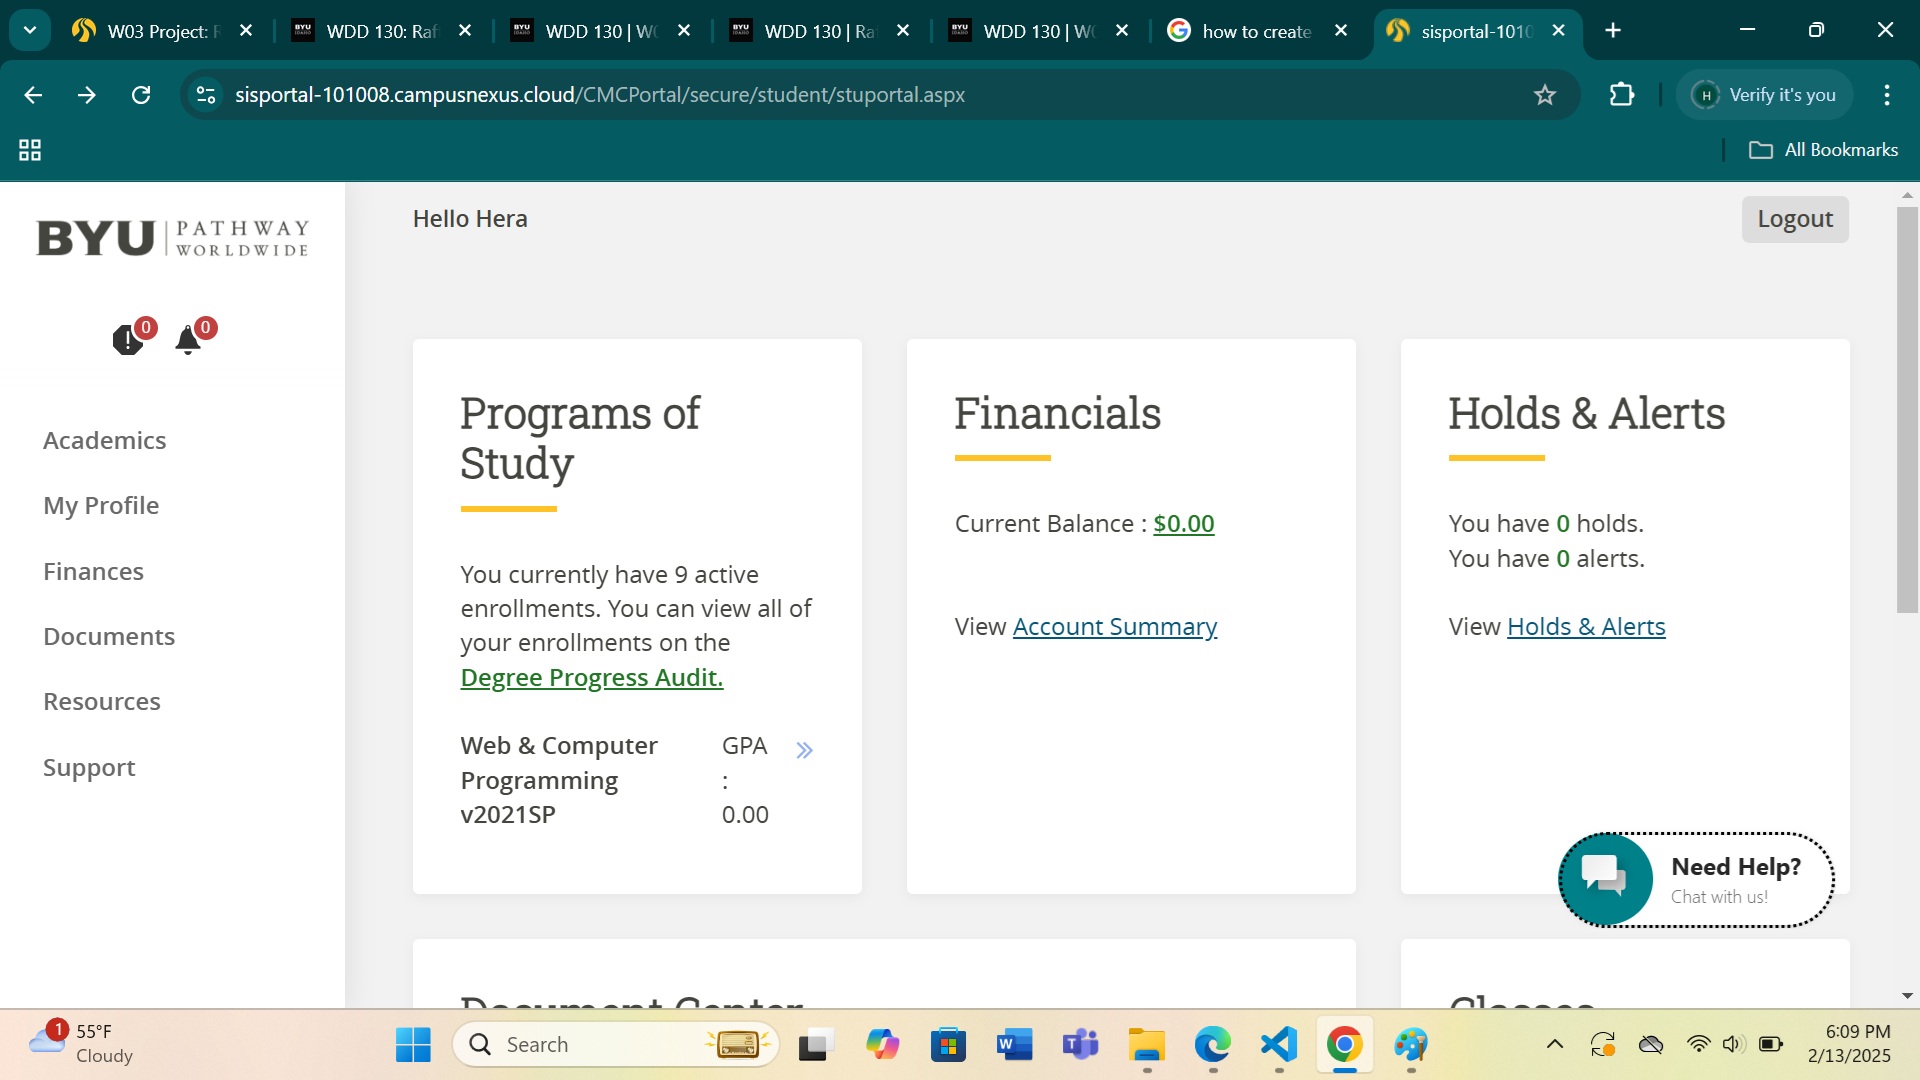 W03 Project: R
WDD 130: Raf
WDD 130 | W
WDD 130 | Ra
WDD 130 | W
how to create
sisportal-1010
sisportal-101008.campusnexus.cloud/CMCPortal/secure/student/stuportal.aspx
H
Verify it's you
All Bookmarks
BYU PATHWAY
WORLDWIDE
Hello Hera
Logout
0
0
Academics
My Profile
Finances
Documents
Resources
Support
Programs of
Study
You currently have 9 active
enrollments. You can view all of
your enrollments on the
Degree Progress Audit.
Web & Computer
Programming
v2021SP
GPA
:
0.00
Financials
Current Balance : $0.00
View Account Summary
Holds & Alerts
You have 0 holds.
You have 0 alerts.
View Holds & Alerts
Need Help?
Chat with us!
Document Center
Classes
1
55°F
Cloudy
Search
6:09 PM
2/13/2025